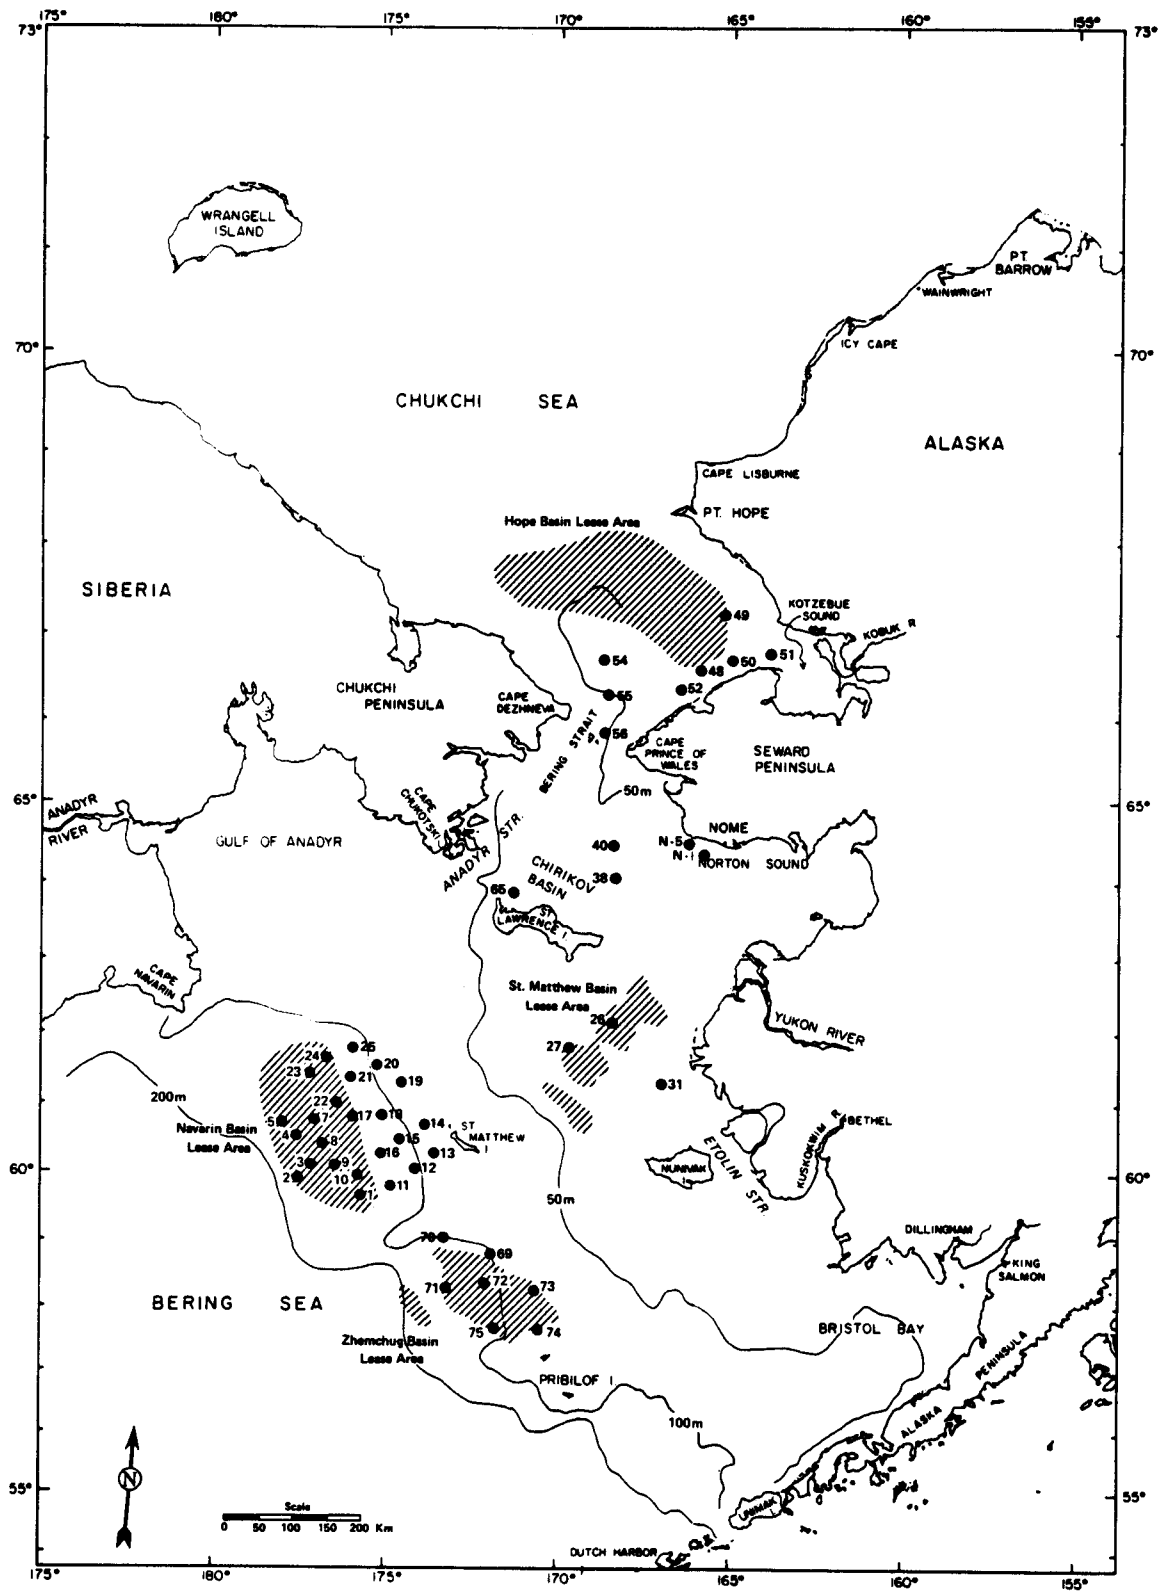 175° 180° 175° 170° 165° 160° 155°
73° 73°
WRANGELL
ISLAND
PT.
BARROW
WAINWRIGHT
ICY CAPE
70° 70°
CHUKCHI SEA
ALASKA
CAPE LISBURNE
PT. HOPE
Hope Basin Lease Area
SIBERIA
KOTZEBUE
SOUND
KOBUK R
49
54
50
51
48
52
55
56
CHUKCHI
PENINSULA
CAPE
DEZHNEVA
BERING STRAIT
CAPE
PRINCE OF
WALES
SEWARD
PENINSULA
50m
65° 65°
ANADYR
RIVER
CAPE
CHUKOTSKI
GULF OF ANADYR
ANADYR STR.
NOME
N-5
N-1
NORTON SOUND
40
38
CHIRIKOV
BASIN
65
ST
LAWRENCE I.
CAPE
NAVARIN
St. Matthew Basin
Lease Area
26
27
31
YUKON RIVER
200m
24
25
23
21
20
19
22
5
7
17
18
14
4
8
15
16
13
3
9
12
2
10
11
1
Navarin Basin
Lease Area
ST
MATTHEW
I
BETHEL
KUSKOKWIM R
60° 60°
NUNIVAK
I
ETOLIN STR.
50m
DILLINGHAM
KING
SALMON
70
69
71
72
73
75
74
BERING SEA
Zhemchug Basin
Lease Area
BRISTOL BAY
PRIBILOF I
ALASKA PENINSULA
100m
N
55° 55°
Scale
0 50 100 150 200 Km
UNIMAK
DUTCH HARBOR
175° 180° 175° 170° 165° 160° 155°